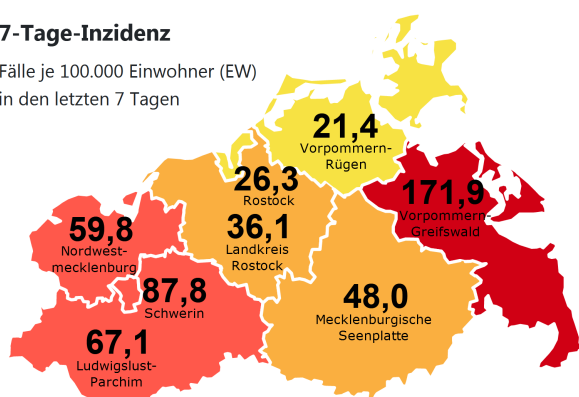 7-Tage-Inzidenz
Fälle je 100.000 Einwohner (EW)
in den letzten 7 Tagen
21,4
Vorpommern-
Rügen
26,3
Rostock
36,1
Landkreis
Rostock
171,9
Vorpommern-
Greifswald
59,8
Nordwest-
mecklenburg
87,8
Schwerin
48,0
Mecklenburgische
Seenplatte
67,1
Ludwigslust-
Parchim